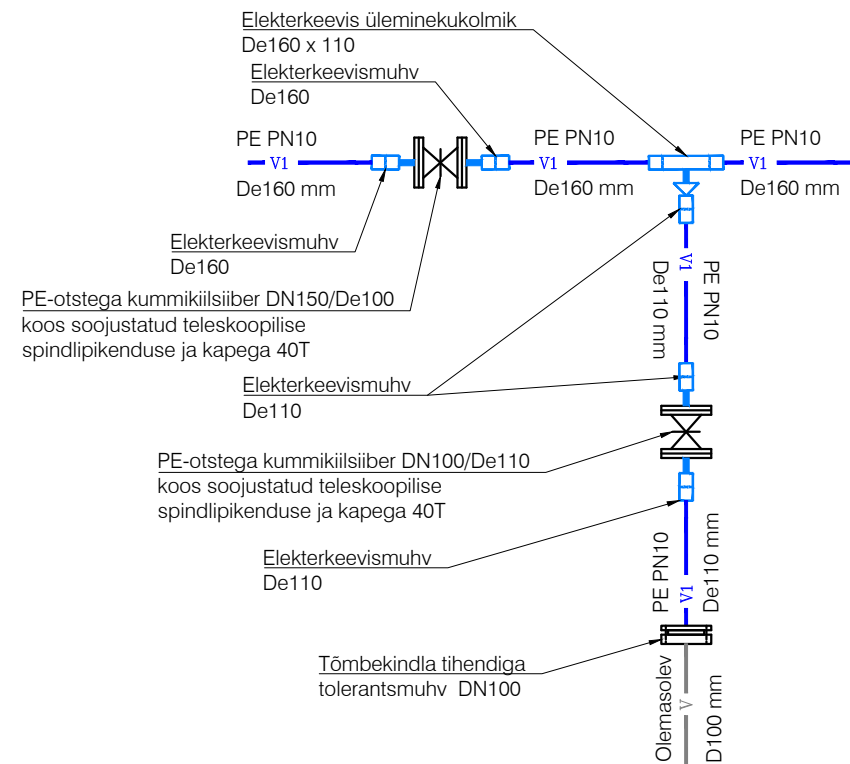 Elekterkeevis üleminekukolmik
De160 x 110
Elekterkeevismuhv
De160
PE PN10
V1
De160 mm
PE PN10
V1
De160 mm
PE PN10
V1
De160 mm
Elekterkeevismuhv
De160
PE-otstega kummikiilsiiber DN150/De100
koos soojustatud teleskoopilise
spindlipikenduse ja kapega 40T
PE PN10
V1
De110 mm
Elekterkeevismuhv
De110
PE-otstega kummikiilsiiber DN100/De110
koos soojustatud teleskoopilise
spindlipikenduse ja kapega 40T
Elekterkeevismuhv
De110
PE PN10
V1
De110 mm
Tõmbekindla tihendiga
tolerantsmuhv DN100
Olemasolev
V
D100 mm